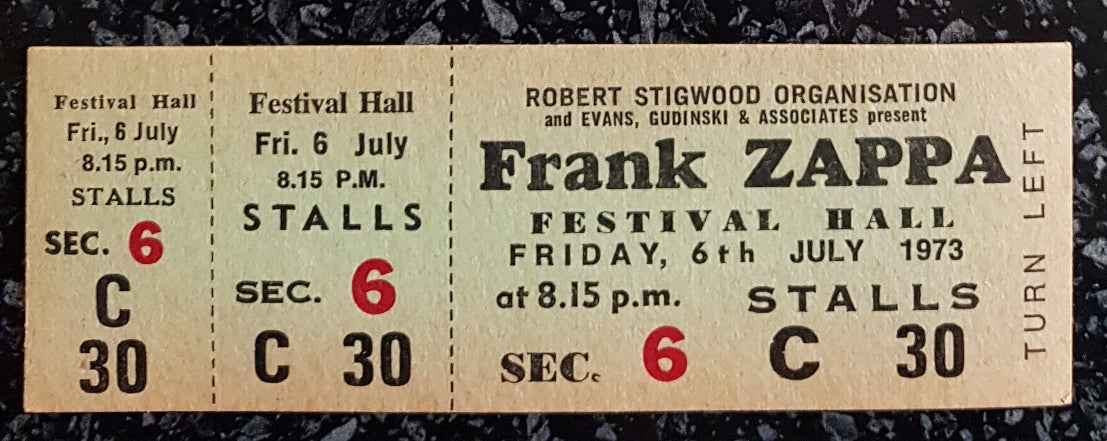 Festival Hall
Fri., 6 July
8.15 p.m.
STALLS
SEC. 6
C
30
Festival Hall
Fri. 6 July
8.15 P.M.
STALLS
SEC. 6
C 30
ROBERT STIGWOOD ORGANISATION
and EVANS, GUDINSKI & ASSOCIATES present
Frank ZAPPA
FESTIVAL HALL
FRIDAY, 6th JULY 1973
at 8.15 p.m. STALLS
SEC. 6 C 30
TURN LEFT